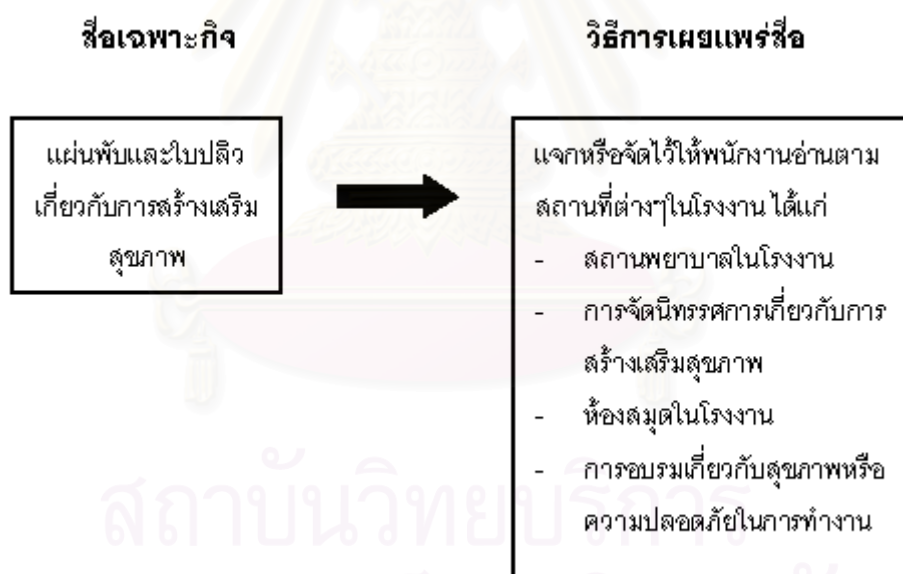 สื่อเฉพาะกิจ
วิธีการเผยแพร่สื่อ
แผ่นพับและใบปลิว
เกี่ยวกับการสร้างเสริม
สุขภาพ
แจกหรือจัดไว้ให้พนักงานอ่านตาม
สถานที่ต่างๆในโรงงาน ได้แก่
- สถานพยาบาลในโรงงาน
- การจัดนิทรรศการเกี่ยวกับการ
สร้างเสริมสุขภาพ
- ห้องสมุดในโรงงาน
- การอบรมเกี่ยวกับสุขภาพหรือ
ความปลอดภัยในการทำงาน
สถาบันวิทยบริการ